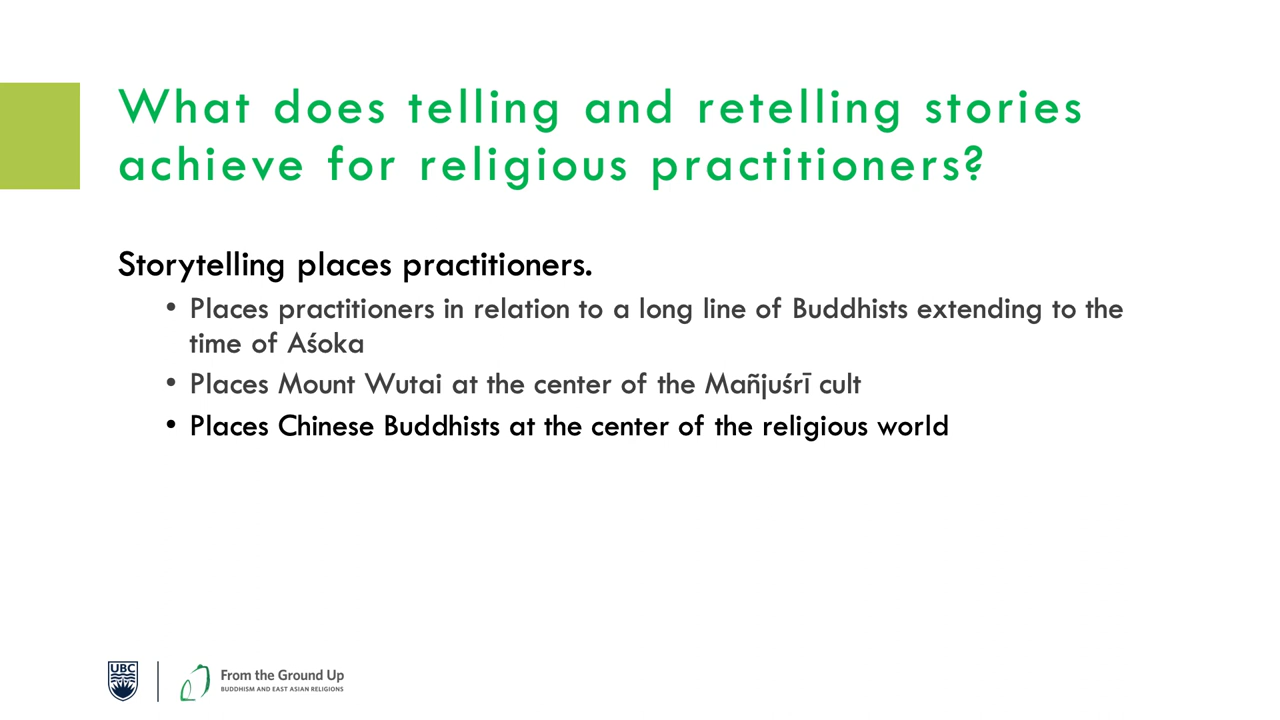 What does telling and retelling stories
achieve for religious practitioners?
Storytelling places practitioners.
• Places practitioners in relation to a long line of Buddhists extending to the
time of Aśoka
• Places Mount Wutai at the center of the Mañjuśrī cult
• Places Chinese Buddhists at the center of the religious world
UBC
From the Ground Up
BUDDHISM AND EAST ASIAN RELIGIONS